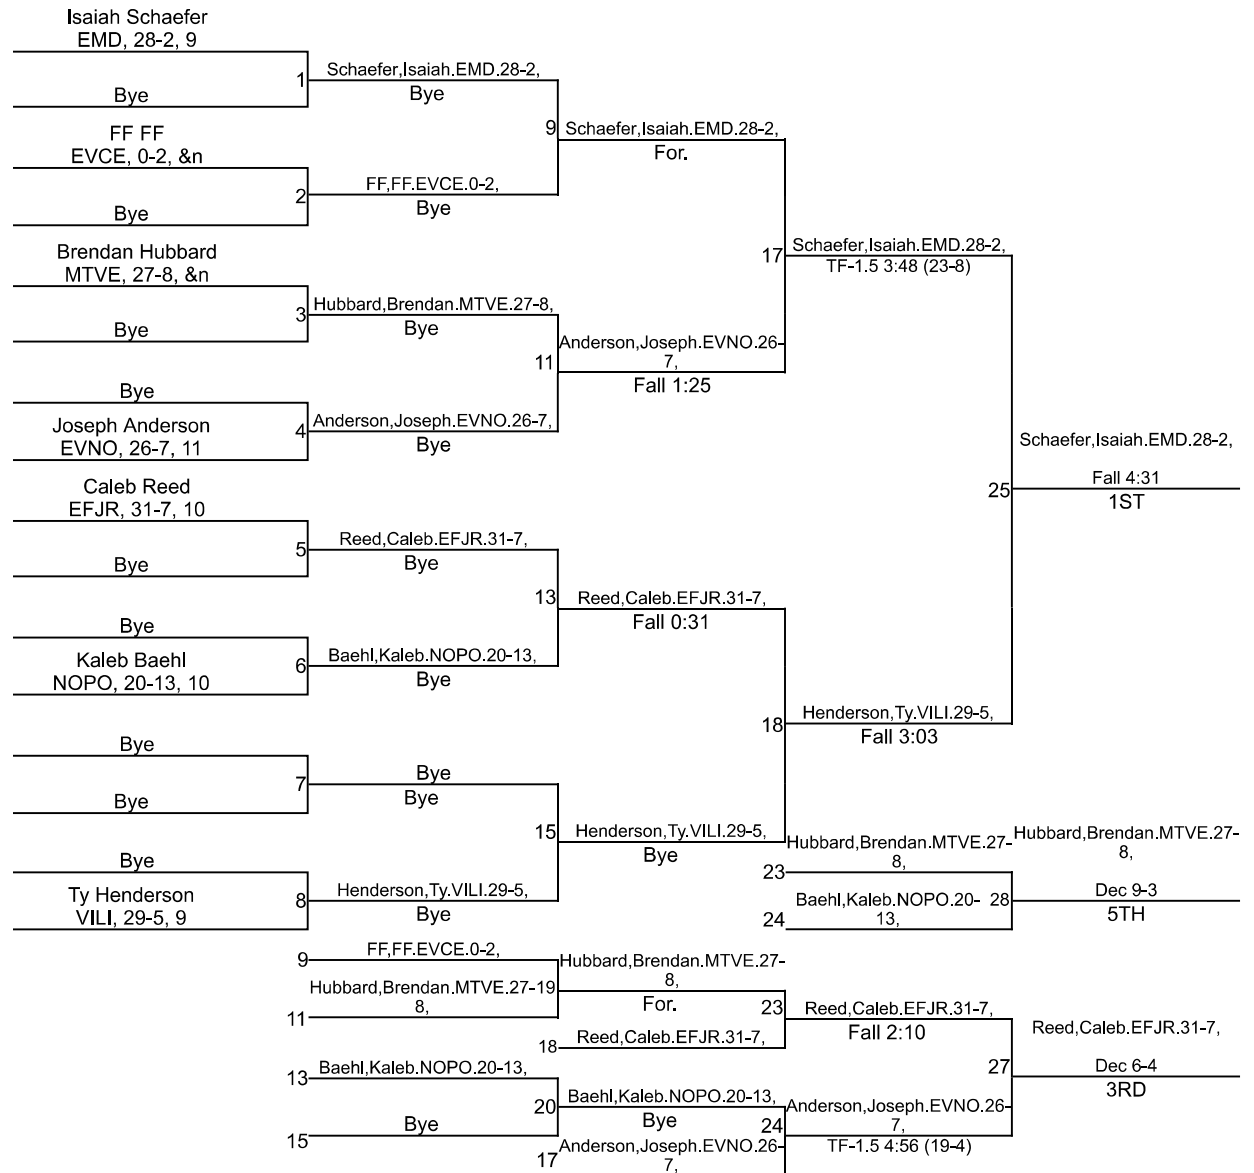 Isaiah Schaefer
EMD, 28-2, 9
1
Schaefer,Isaiah.EMD.28-2,
Bye
Bye
9
Schaefer,Isaiah.EMD.28-2,
For.
FF FF
EVCE, 0-2, &n
2
FF,FF.EVCE.0-2,
Bye
Bye
17
Schaefer,Isaiah.EMD.28-2,
TF-1.5 3:48 (23-8)
Brendan Hubbard
MTVE, 27-8, &n
3
Hubbard,Brendan.MTVE.27-8,
Bye
Bye
11
Anderson,Joseph.EVNO.26-
7,
Fall 1:25
Bye
4
Anderson,Joseph.EVNO.26-7,
Bye
Joseph Anderson
EVNO, 26-7, 11
25
Schaefer,Isaiah.EMD.28-2,
Fall 4:31
1ST
Caleb Reed
EFJR, 31-7, 10
5
Reed,Caleb.EFJR.31-7,
Bye
Bye
13
Reed,Caleb.EFJR.31-7,
Fall 0:31
Bye
6
Baehl,Kaleb.NOPO.20-13,
Bye
Kaleb Baehl
NOPO, 20-13, 10
18
Henderson,Ty.VILI.29-5,
Fall 3:03
Bye
7
Bye
Bye
Bye
15
Henderson,Ty.VILI.29-5,
Bye
Bye
8
Henderson,Ty.VILI.29-5,
Bye
Ty Henderson
VILI, 29-5, 9
Hubbard,Brendan.MTVE.27-
8,
23
Baehl,Kaleb.NOPO.20-
13,
24
28
Hubbard,Brendan.MTVE.27-
8,
Dec 9-3
5TH
9
FF,FF.EVCE.0-2,
Hubbard,Brendan.MTVE.27-
8,
11
19
Hubbard,Brendan.MTVE.27-
8,
For.
18
Reed,Caleb.EFJR.31-7,
23
Reed,Caleb.EFJR.31-7,
Fall 2:10
13
Baehl,Kaleb.NOPO.20-13,
15
Bye
20
Baehl,Kaleb.NOPO.20-13,
Bye
17
Anderson,Joseph.EVNO.26-
7,
24
Anderson,Joseph.EVNO.26-
7,
TF-1.5 4:56 (19-4)
27
Reed,Caleb.EFJR.31-7,
Dec 6-4
3RD